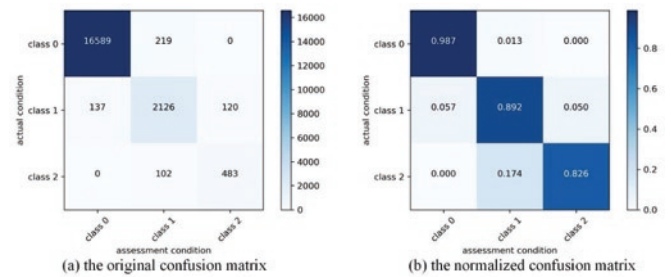 class 0
class 1
class 2
actual condition
16589 219 0
137 2126 120
0 102 483
class 0 class 1 class 2
assessment condition
16000
14000
12000
10000
8000
6000
4000
2000
0
(a) the original confusion matrix
class 0
class 1
class 2
actual condition
0.987 0.013 0.000
0.057 0.892 0.050
0.000 0.174 0.826
class 0 class 1 class 2
assessment condition
0.8
0.6
0.4
0.2
0.0
(b) the normalized confusion matrix